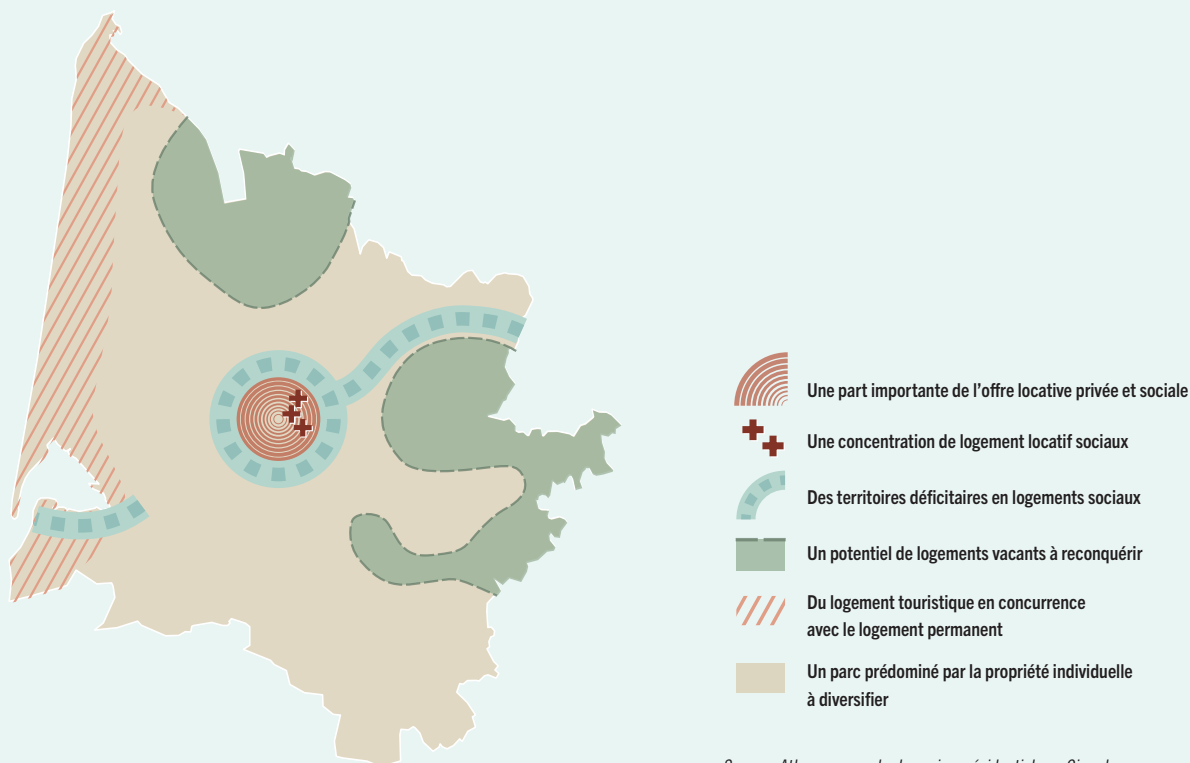 Une part importante de l’offre locative privée et sociale
Une concentration de logement locatif sociaux
Des territoires déficitaires en logements sociaux
Un potentiel de logements vacants à reconquérir
Du logement touristique en concurrence
avec le logement permanent
Un parc prédominé par la propriété individuelle
à diversifier